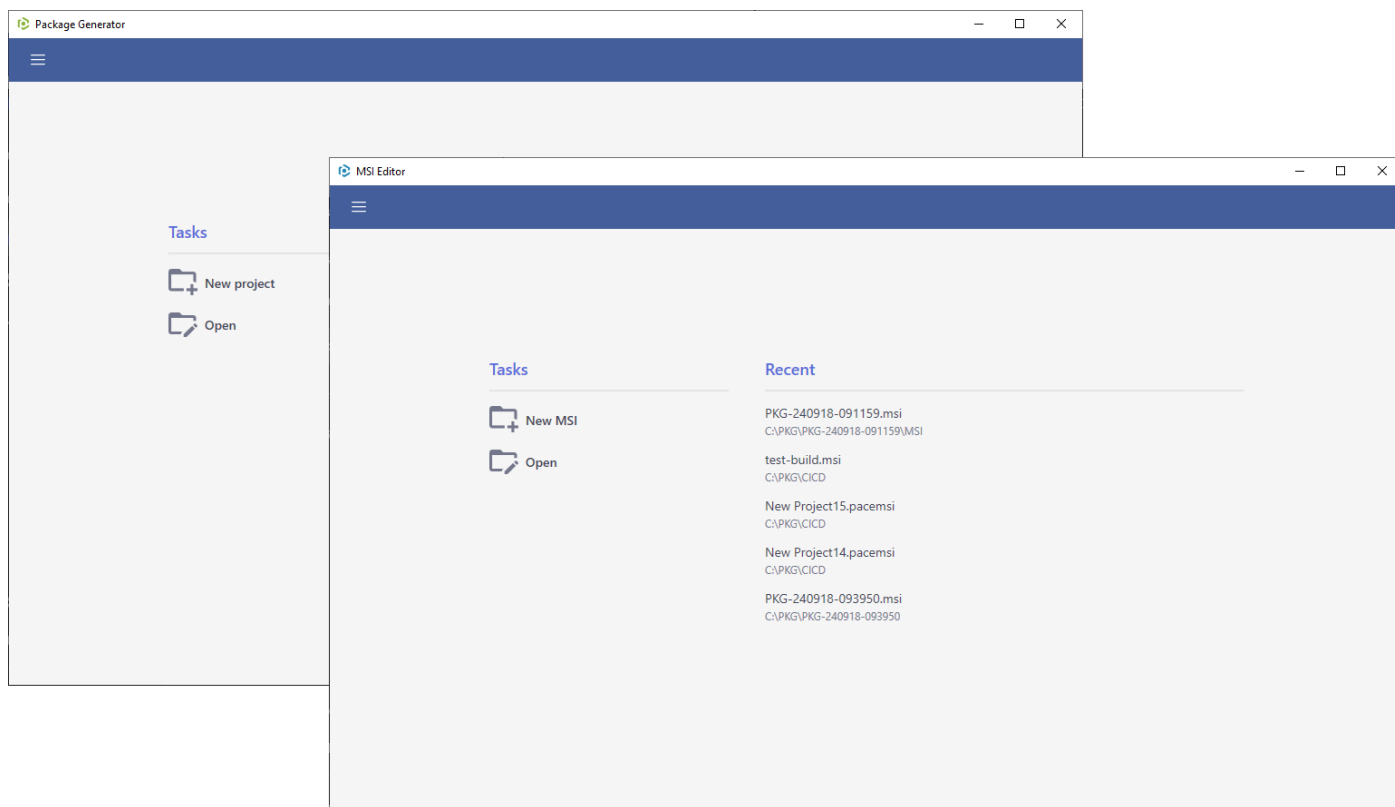 Package Generator
Tasks
New project
Open
MSI Editor
Tasks
New MSI
Open
Recent
PKG-240918-091159.msi
C:\PKG\PKG-240918-091159\MSI
test-build.msi
C:\PKG\CICD
New Project15.pacemsi
C:\PKG\CICD
New Project14.pacemsi
C:\PKG\CICD
PKG-240918-093950.msi
C:\PKG\PKG-240918-093950